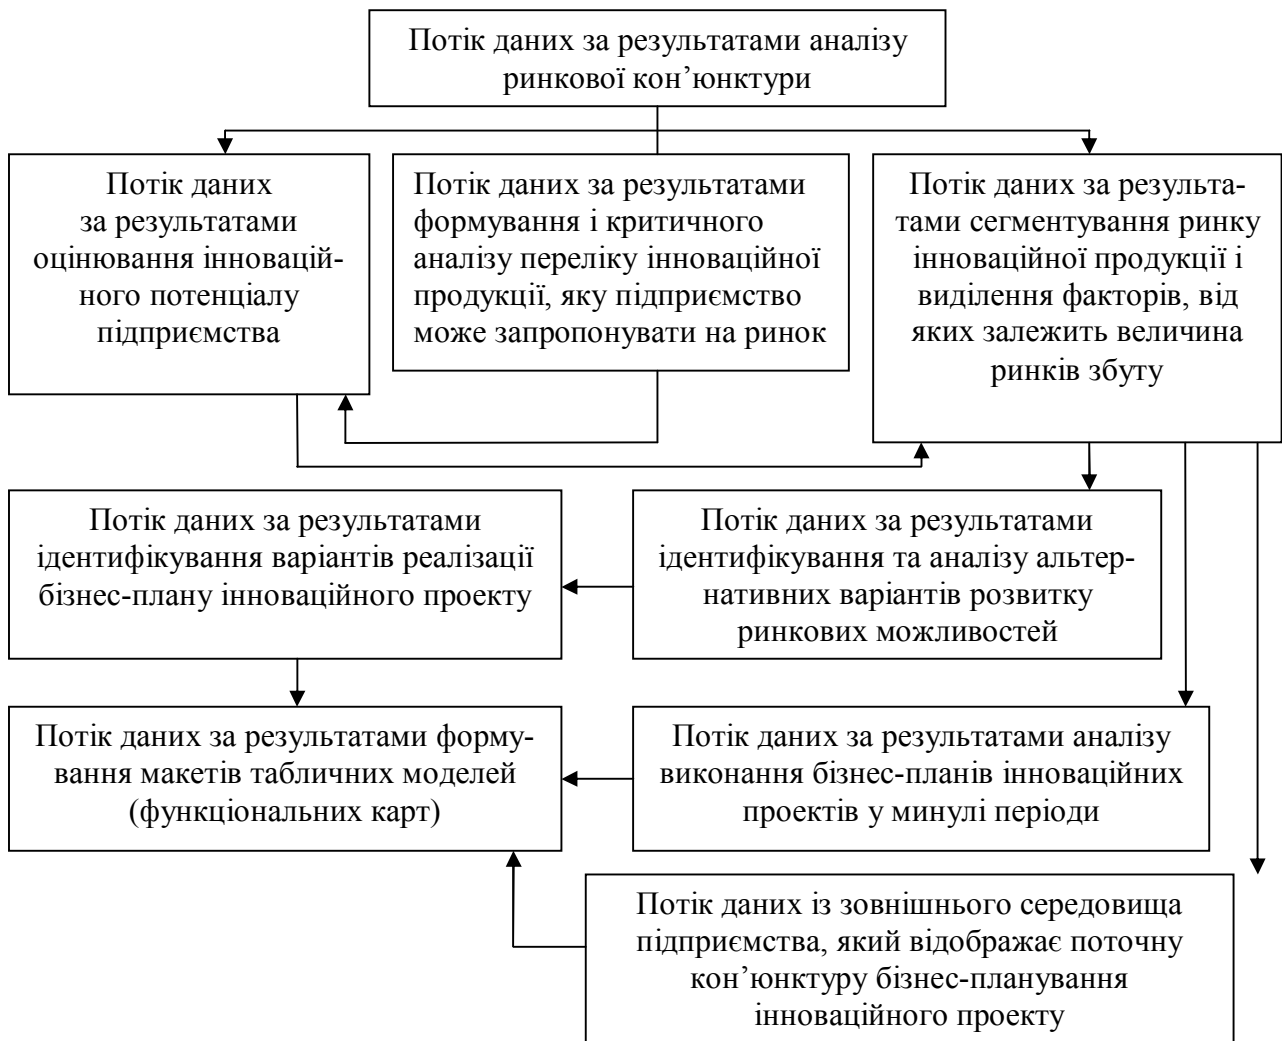 Потік даних за результатами аналізу
ринкової кон’юнктури
Потік даних
за результатами
оцінювання інновацій-
ного потенціалу
підприємства
Потік даних за результатами
формування і критичного
аналізу переліку інноваційної
продукції, яку підприємство
може запропонувати на ринок
Потік даних за результа-
тами сегментування ринку
інноваційної продукції і
виділення факторів, від
яких залежить величина
ринків збуту
Потік даних за результатами
ідентифікування варіантів реалізації
бізнес-плану інноваційного проекту
Потік даних за результатами
ідентифікування та аналізу альтер-
нативних варіантів розвитку
ринкових можливостей
Потік даних за результатами форму-
вання макетів табличних моделей
(функціональних карт)
Потік даних за результатами аналізу
виконання бізнес-планів інноваційних
проектів у минулі періоди
Потік даних із зовнішнього середовища
підприємства, який відображає поточну
кон’юнктуру бізнес-планування
інноваційного проекту